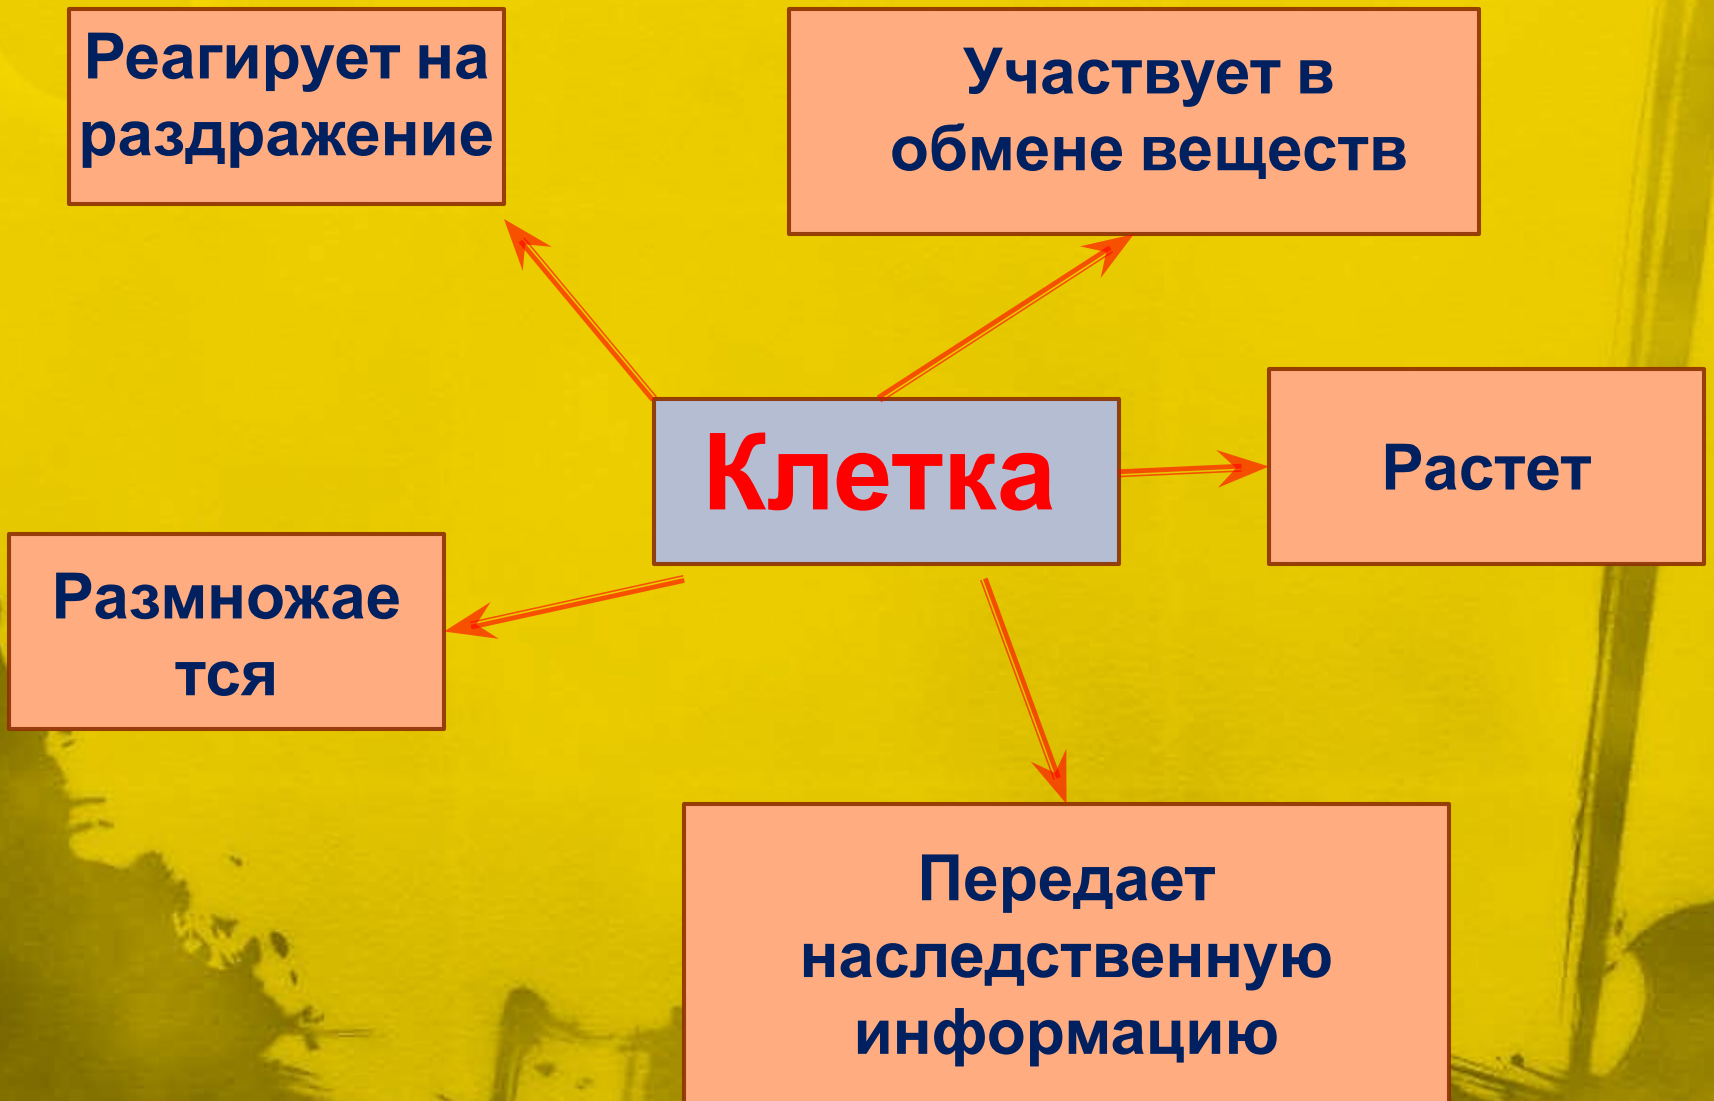 Реагирует на
раздражение
Участвует в
обмене веществ
Клетка
Растет
Размножае
тся
Передает
наследственную
информацию